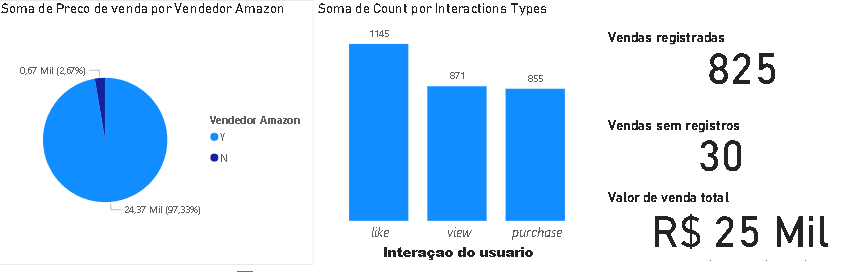 Soma de Preco de venda por Vendedor Amazon
0,67 Mil (2,67%)
24,37 Mil (97,33%)
Vendedor Amazon
Y
N
Soma de Count por Interactions Types
1145
871
855
like
view
purchase
Interaçao do usuario
Vendas registradas
825
Vendas sem registros
30
Valor de venda total
R$ 25 Mil